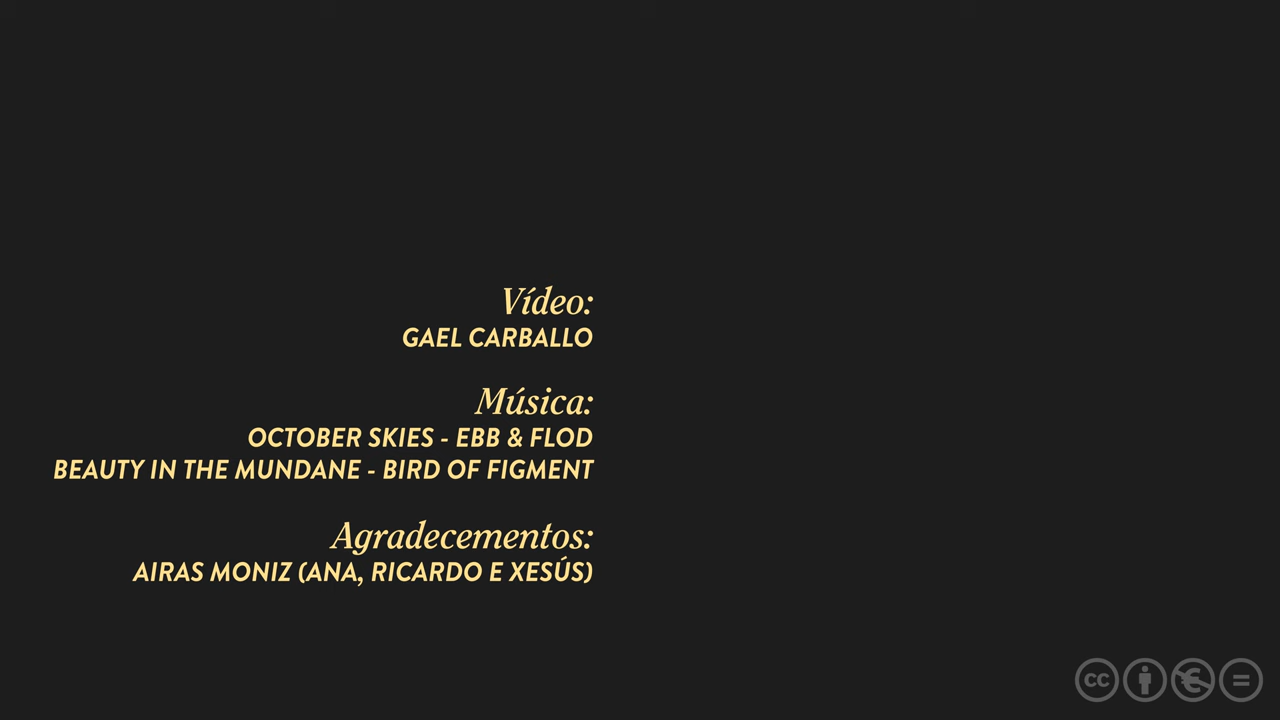 Vídeo:
GAEL CARBALLO
Música:
OCTOBER SKIES - EBB & FLOD
BEAUTY IN THE MUNDANE - BIRD OF FIGMENT
Agradecementos:
AIRAS MONIZ (ANA, RICARDO E XESÚS)
cc € =